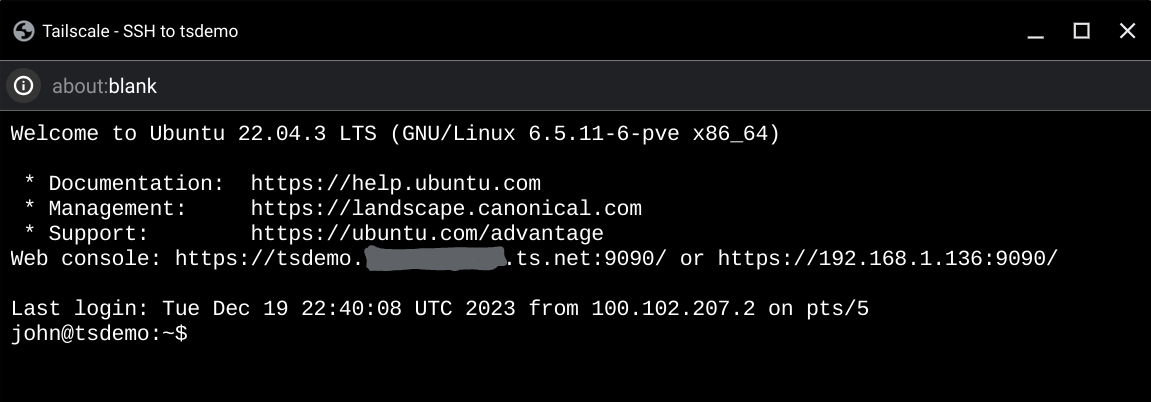 Tailscale - SSH to tsdemo
about:blank
Welcome to Ubuntu 22.04.3 LTS (GNU/Linux 6.5.11-6-pve x86_64)
* Documentation:  https://help.ubuntu.com
* Management:     https://landscape.canonical.com
* Support:        https://ubuntu.com/advantage
Web console: https://tsdemo. .ts.net:9090/ or https://192.168.1.136:9090/
Last login: Tue Dec 19 22:40:08 UTC 2023 from 100.102.207.2 on pts/5
john@tsdemo:~$